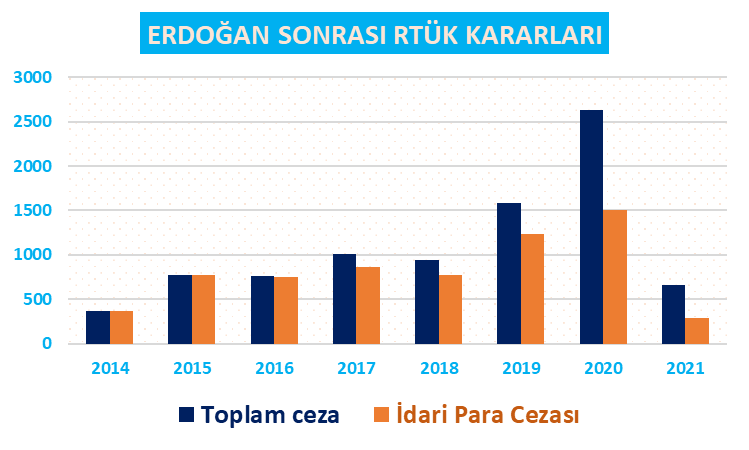 ERDOĞAN SONRASI RTÜK KARARLARI
3000
2500
2000
1500
1000
500
0
2014 2015 2016 2017 2018 2019 2020 2021
Toplam ceza İdari Para Cezası